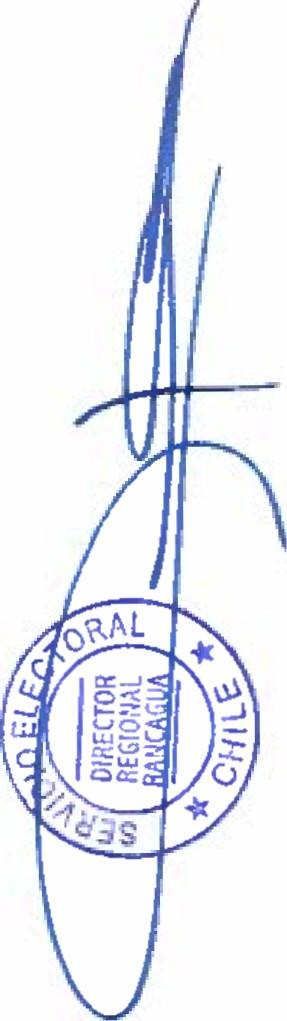 SERVICIO ELECTORAL
★ CHILE ★
DIRECTOR
REGIONAL
RANCAGUA